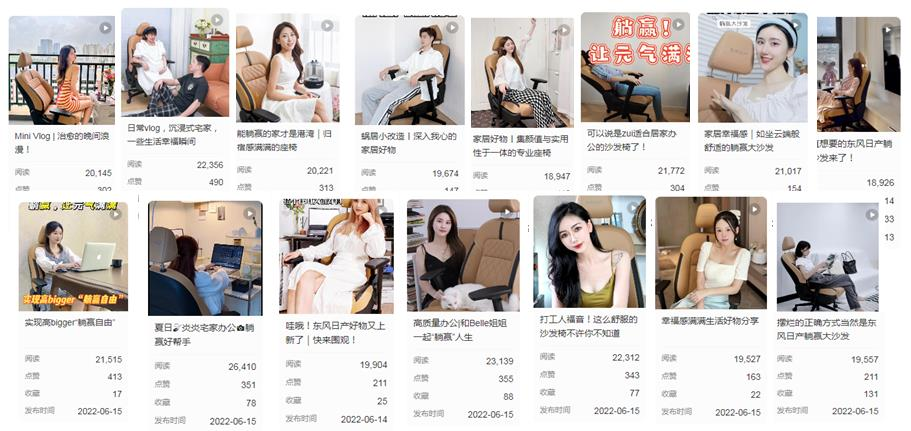 Mini Vlog | 治愈的晚间浪
漫！
阅读 20,145
点赞 302
日常vlog，沉浸式宅家，
一些生活幸福瞬间
阅读 22,356
点赞 490
能躺赢的家才是港湾｜归
宿感满满的座椅
阅读 20,221
点赞 313
蜗居小改造丨深入我心的
家居好物
阅读 19,674
点赞 147
家居好物丨集颜值与实用
性于一体的专业座椅
阅读 18,947
躺赢！
让元气满满
可以说是zui适合居家办
公的沙发椅了！
阅读 21,772
点赞 304
躺赢大沙发
家居幸福感｜如坐云端般
舒适的躺赢大沙发
阅读 21,017
点赞 154
想要的东风日产躺
发来了！
18,926
14
33
13
躺赢，让元气满满
实现高bigger“躺赢自由”
实现高bigger“躺赢自由”
阅读 21,515
点赞 413
收藏 17
发布时间 2022-06-15
夏日炎炎宅家办公躺
赢好帮手
阅读 26,410
点赞 351
收藏 78
发布时间 2022-06-15
哇哦！东风日产好物又上
新了｜快来围观！
阅读 19,904
点赞 211
收藏 25
发布时间 2022-06-14
高质量办公|和Belle姐姐
一起“躺赢”人生
阅读 23,139
点赞 355
收藏 88
发布时间 2022-06-15
打工人福音！这么舒服的
沙发椅不许你不知道
阅读 22,312
点赞 343
收藏 77
发布时间 2022-06-15
幸福感满满生活好物分享
阅读 19,527
点赞 163
收藏 22
发布时间 2022-06-15
摆烂的正确方式当然是东
风日产躺赢大沙发
阅读 19,557
点赞 211
收藏 131
发布时间 2022-06-15